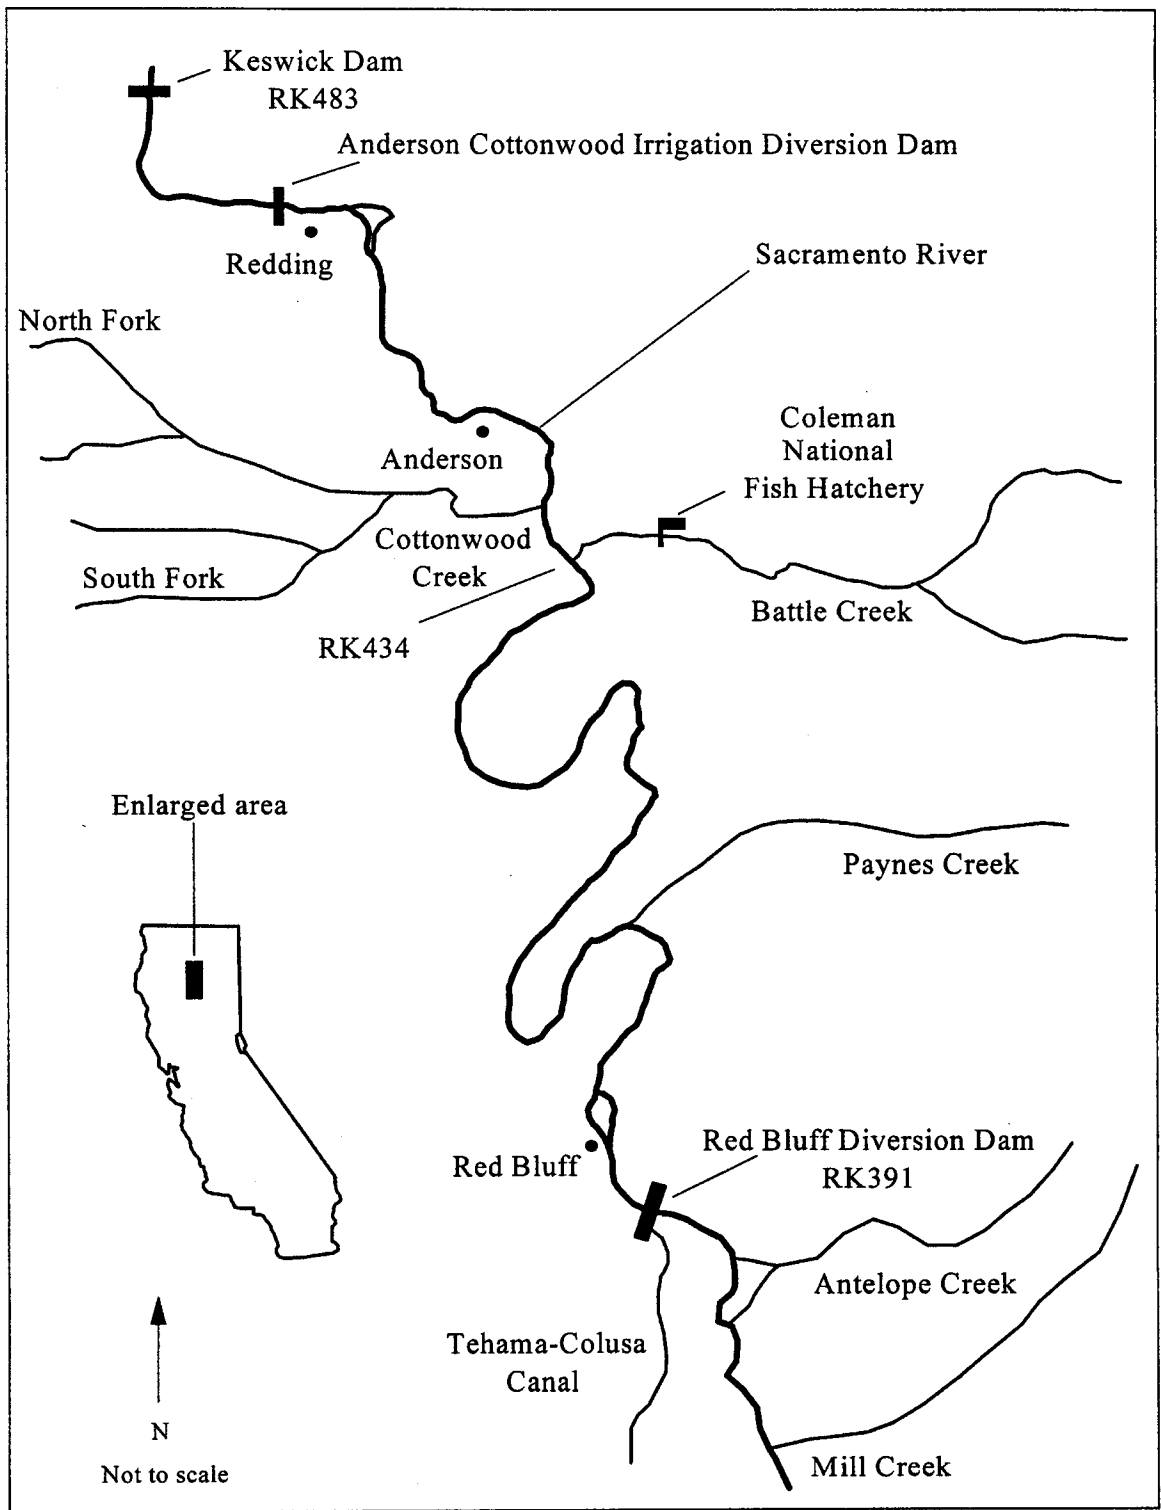 Keswick Dam
RK483
Anderson Cottonwood Irrigation Diversion Dam
Redding
Sacramento River
North Fork
Coleman
National
Fish Hatchery
Anderson
Cottonwood
Creek
South Fork
Battle Creek
RK434
Enlarged area
Paynes Creek
Red Bluff Diversion Dam
RK391
Red Bluff
Antelope Creek
Tehama-Colusa
Canal
N
Not to scale
Mill Creek